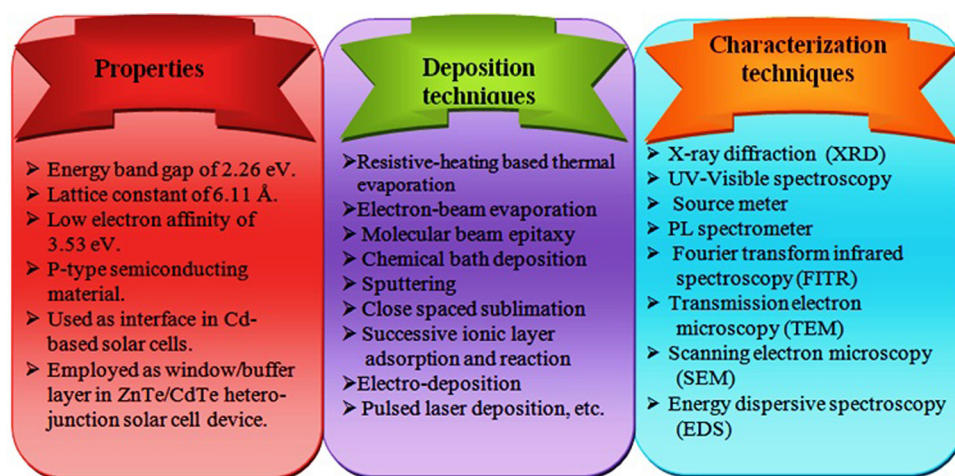 Properties
➤ Energy band gap of 2.26 eV.
➤ Lattice constant of 6.11 Å.
➤ Low electron affinity of
3.53 eV.
➤ P-type semiconducting
material.
➤ Used as interface in Cd-
based solar cells.
➤ Employed as window/buffer
layer in ZnTe/CdTe hetero-
junction solar cell device.
Deposition
techniques
➤Resistive-heating based thermal
evaporation
➤Electron-beam evaporation
➤ Molecular beam epitaxy
➤ Chemical bath deposition
➤ Sputtering
➤ Close spaced sublimation
➤ Successive ionic layer
adsorption and reaction
➤Electro-deposition
➤ Pulsed laser deposition, etc.
Characterization
techniques
➤ X-ray diffraction (XRD)
➤ UV-Visible spectroscopy
➤ Source meter
➤ PL spectrometer
➤ Fourier transform infrared
spectroscopy (FITR)
➤ Transmission electron
microscopy (TEM)
➤ Scanning electron microscopy
(SEM)
➤ Energy dispersive spectroscopy
(EDS)